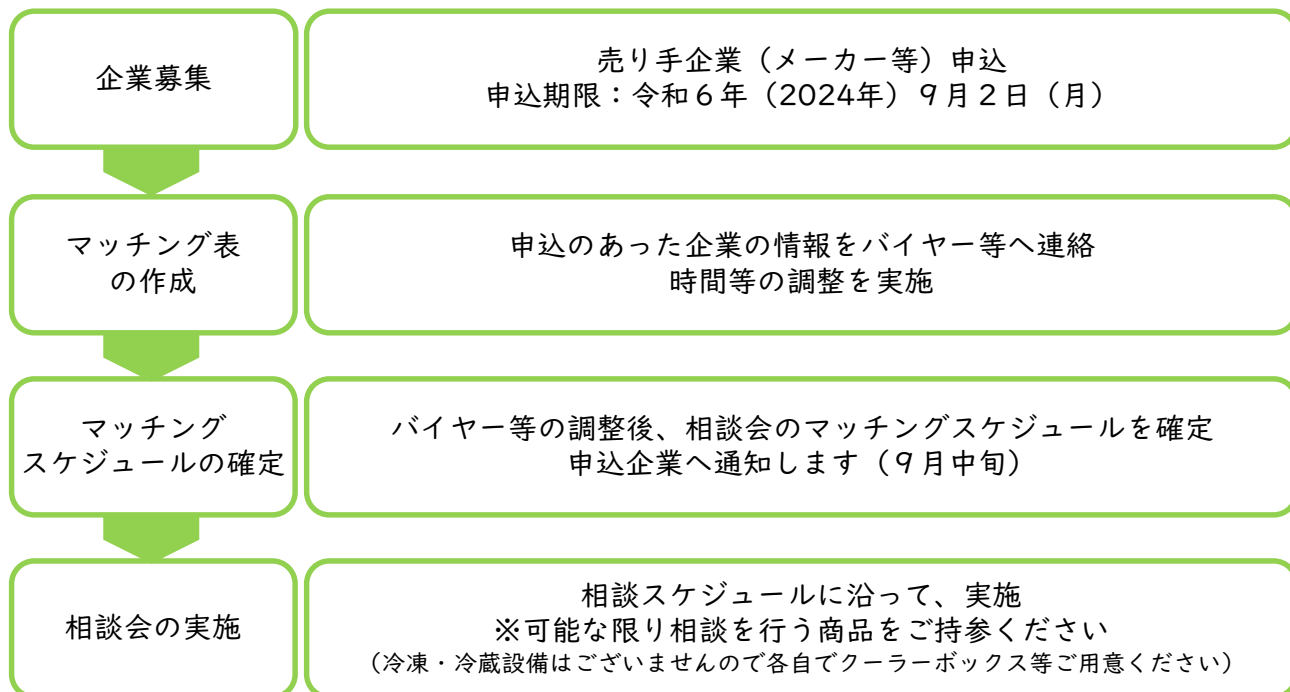 企業募集
売り手企業（メーカー等）申込
申込期限：令和６年（2024年）９月２日（月）
マッチング表
の作成
申込のあった企業の情報をバイヤー等へ連絡
時間等の調整を実施
マッチング
スケジュールの確定
バイヤー等の調整後、相談会のマッチングスケジュールを確定
申込企業へ通知します（９月中旬）
相談会の実施
相談スケジュールに沿って、実施
※可能な限り相談を行う商品をご持参ください
（冷凍・冷蔵設備はございませんので各自でクーラーボックス等ご用意ください）